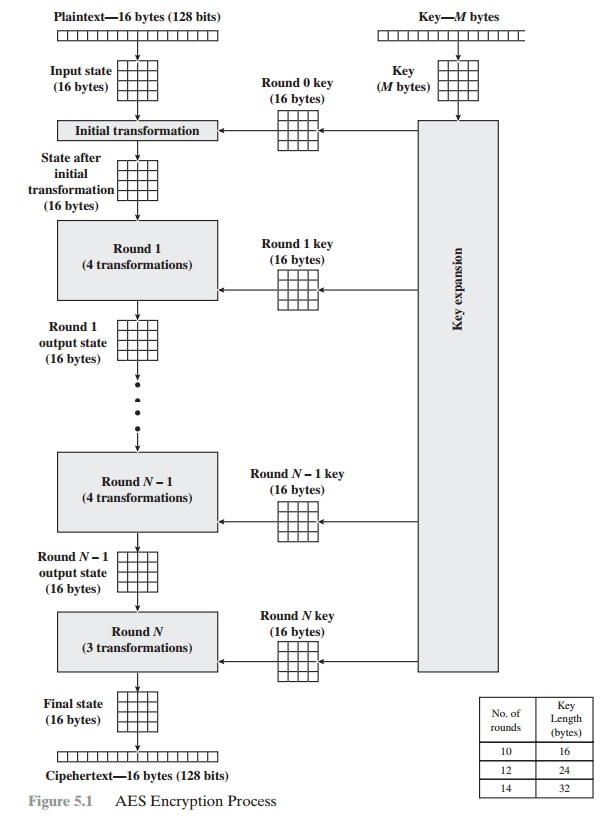 Plaintext—16 bytes (128 bits)
Key—M bytes
Input state
(16 bytes)
Key
(M bytes)
Round 0 key
(16 bytes)
Initial transformation
State after
initial
transformation
(16 bytes)
Round 1
(4 transformations)
Round 1 key
(16 bytes)
Key expansion
Round 1
output state
(16 bytes)
Round N – 1
(4 transformations)
Round N – 1 key
(16 bytes)
Round N – 1
output state
(16 bytes)
Round N
(3 transformations)
Round N key
(16 bytes)
Final state
(16 bytes)
No. of
rounds
Key
Length
(bytes)
10 16
12 24
14 32
Cipehertext—16 bytes (128 bits)
Figure 5.1 AES Encryption Process